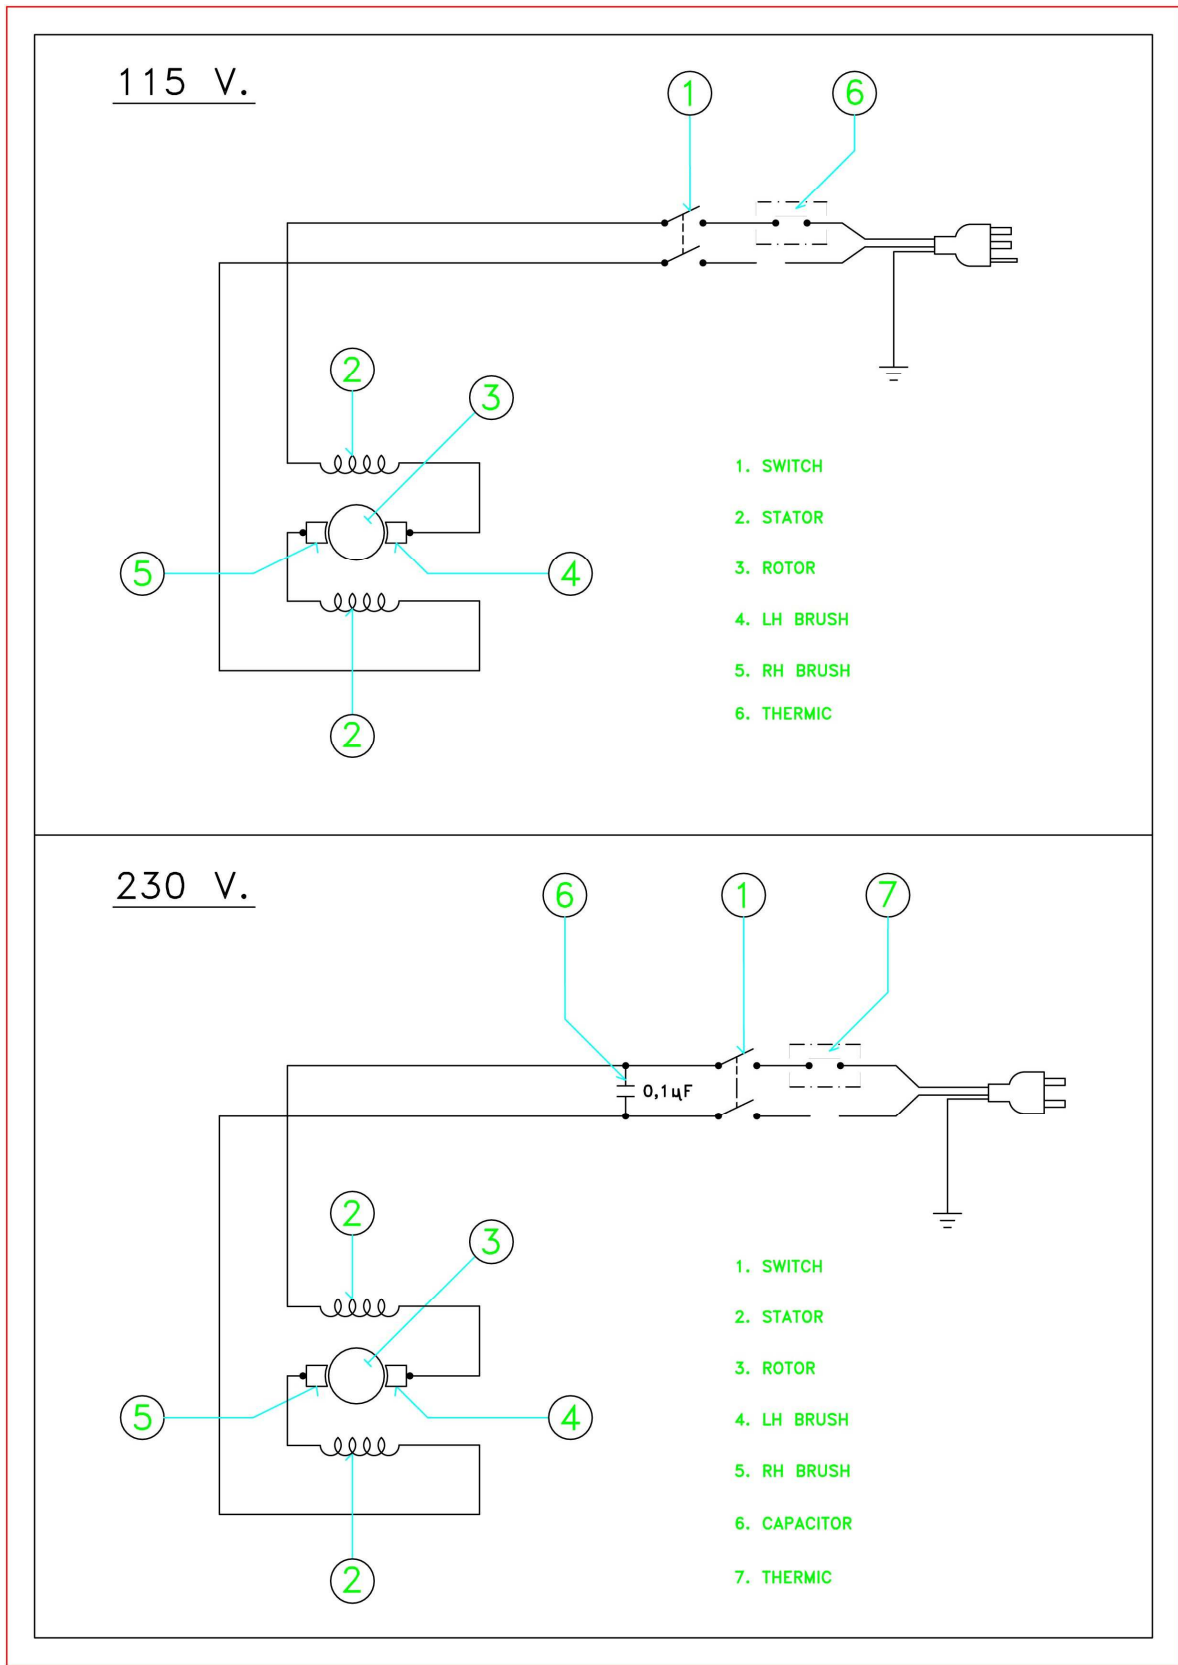 115 V.
1
6
2
3
5
4
2
1. SWITCH
2. STATOR
3. ROTOR
4. LH BRUSH
5. RH BRUSH
6. THERMIC
230 V.
6
1
7
0,1µF
2
3
5
4
2
1. SWITCH
2. STATOR
3. ROTOR
4. LH BRUSH
5. RH BRUSH
6. CAPACITOR
7. THERMIC